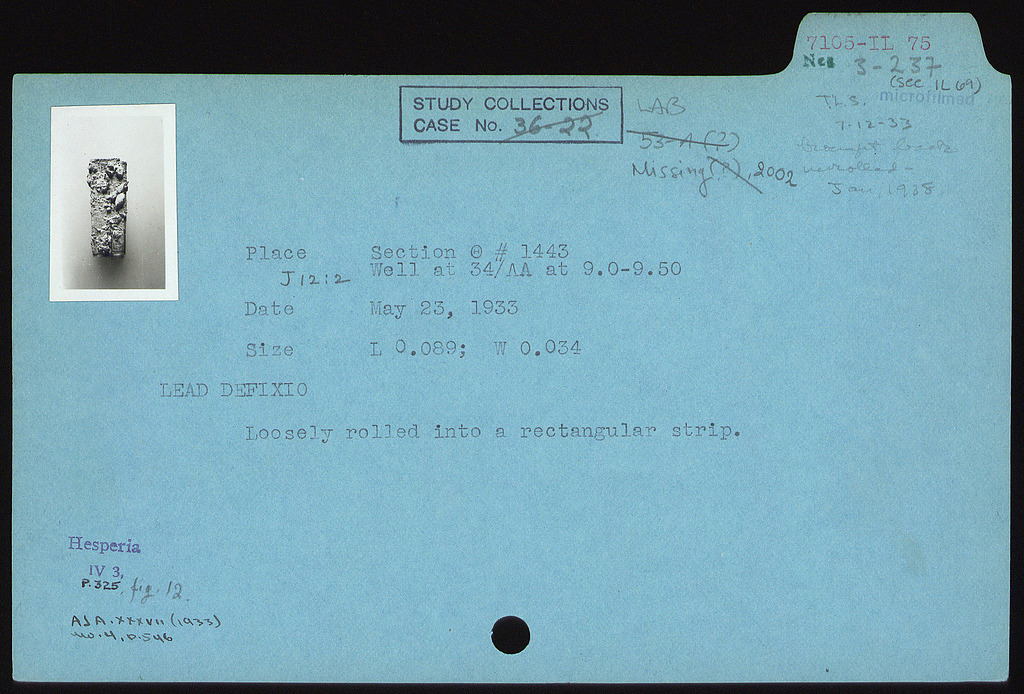 7105-IL 75
Neg 3-237
(see IL 69)
T.L.S. microfilmed
7-12-33
unrolled-
Jan, 1938
STUDY COLLECTIONS
CASE No. 36-22
LAB
53-A (?)
Missing (?), 2002
Place Section Θ # 1443
J 12:2 Well at 34/ΛΑ at 9.0-9.50
Date May 23, 1933
Size L 0.089; W 0.034
LEAD DEFIXIO
Loosely rolled into a rectangular strip.
Hesperia
IV 3,
P. 325, fig. 12.
AJA. XXXVII (1933)
no. 4, p. 546